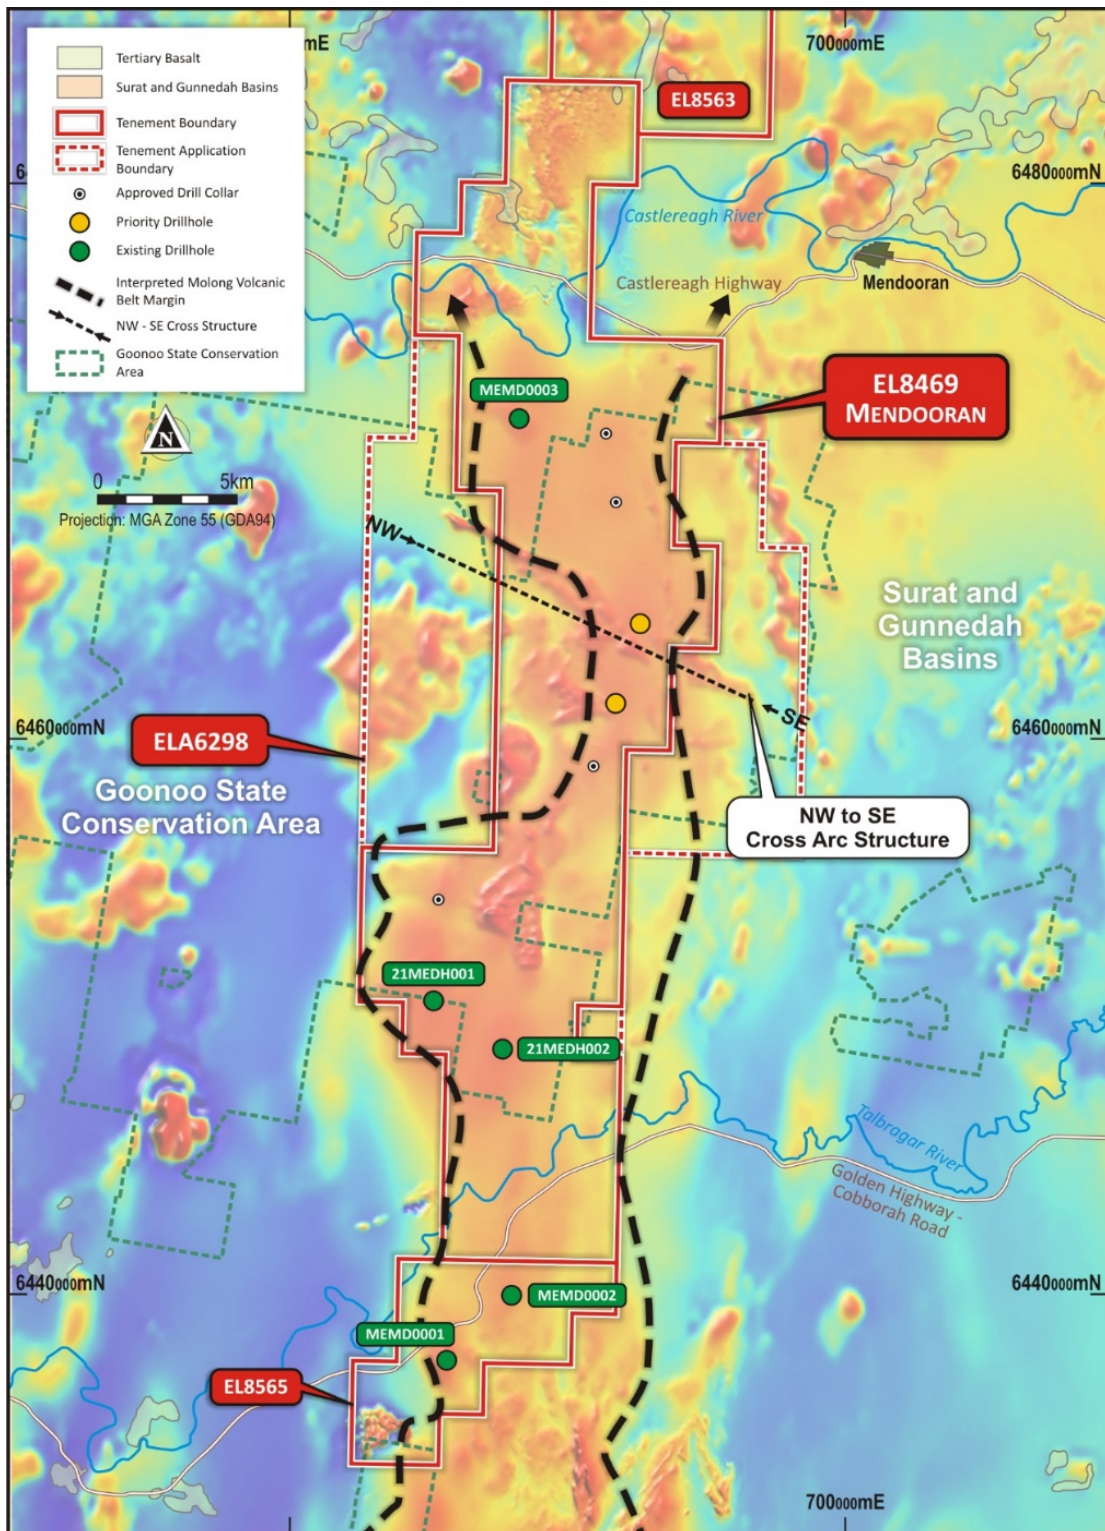 Tertiary Basalt
Surat and Gunnedah Basins
Tenement Boundary
Tenement Application
Boundary
Approved Drill Collar
Priority Drillhole
Existing Drillhole
Interpreted Molong Volcanic
Belt Margin
NW - SE Cross Structure
Goonoo State Conservation
Area
mE
700000mE
EL8563
6480000mN
Castlereagh River
Castlereagh Highway
Mendooran
EL8469
MENDOORAN
MEMD0003
N
0 5km
Projection: MGA Zone 55 (GDA94)
NW
Surat and
Gunnedah
Basins
SE
6460000mN
6460000mN
ELA6298
Goonoo State
Conservation Area
NW to SE
Cross Arc Structure
21MEDH001
21MEDH002
Talbragar River
Golden Highway -
Cobborah Road
6440000mN
6440000mN
MEMD0002
MEMD0001
EL8565
700000mE